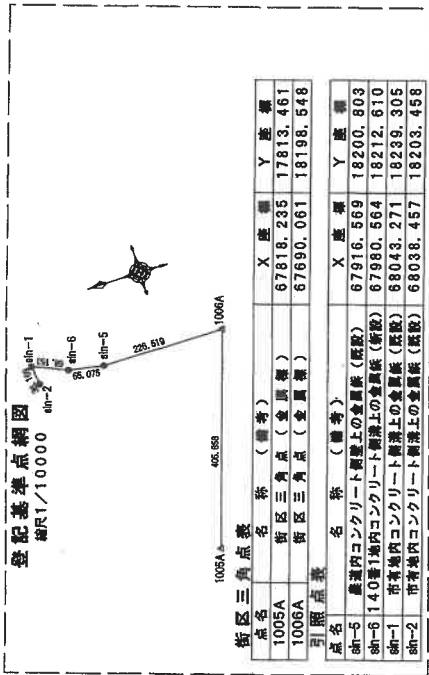 登記基準点網図
縮尺1/10000
sin-1
sin-2
sin-6
65.075
sin-5
226.519
1006A
406.858
1005A
街区三角点表
点名 名称(備考) X座標 Y座標
1005A 街区三角点(金属標) 67818.235 17813.461
1006A 街区三角点(金属標) 67690.061 18198.548
引照点表
点名 名称(備考) X座標 Y座標
sin-5 農道内コンクリート側壁上の金属鋲(既設) 67916.569 18200.803
sin-6 140番1地内コンクリート側溝上の金属鋲(新設) 67980.564 18212.610
sin-1 市有地内コンクリート側溝上の金属鋲(既設) 68043.271 18239.305
sin-2 市有地内コンクリート側溝上の金属鋲(既設) 68038.457 18203.458